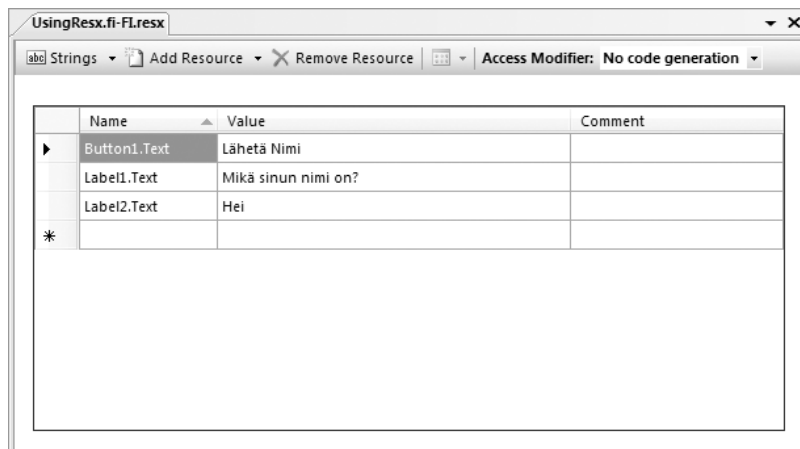 UsingResx.fi-FI.resx
abc Strings Add Resource Remove Resource Access Modifier: No code generation
Name Value Comment
Button1.Text Lähetä Nimi
Label1.Text Mikä sinun nimi on?
Label2.Text Hei